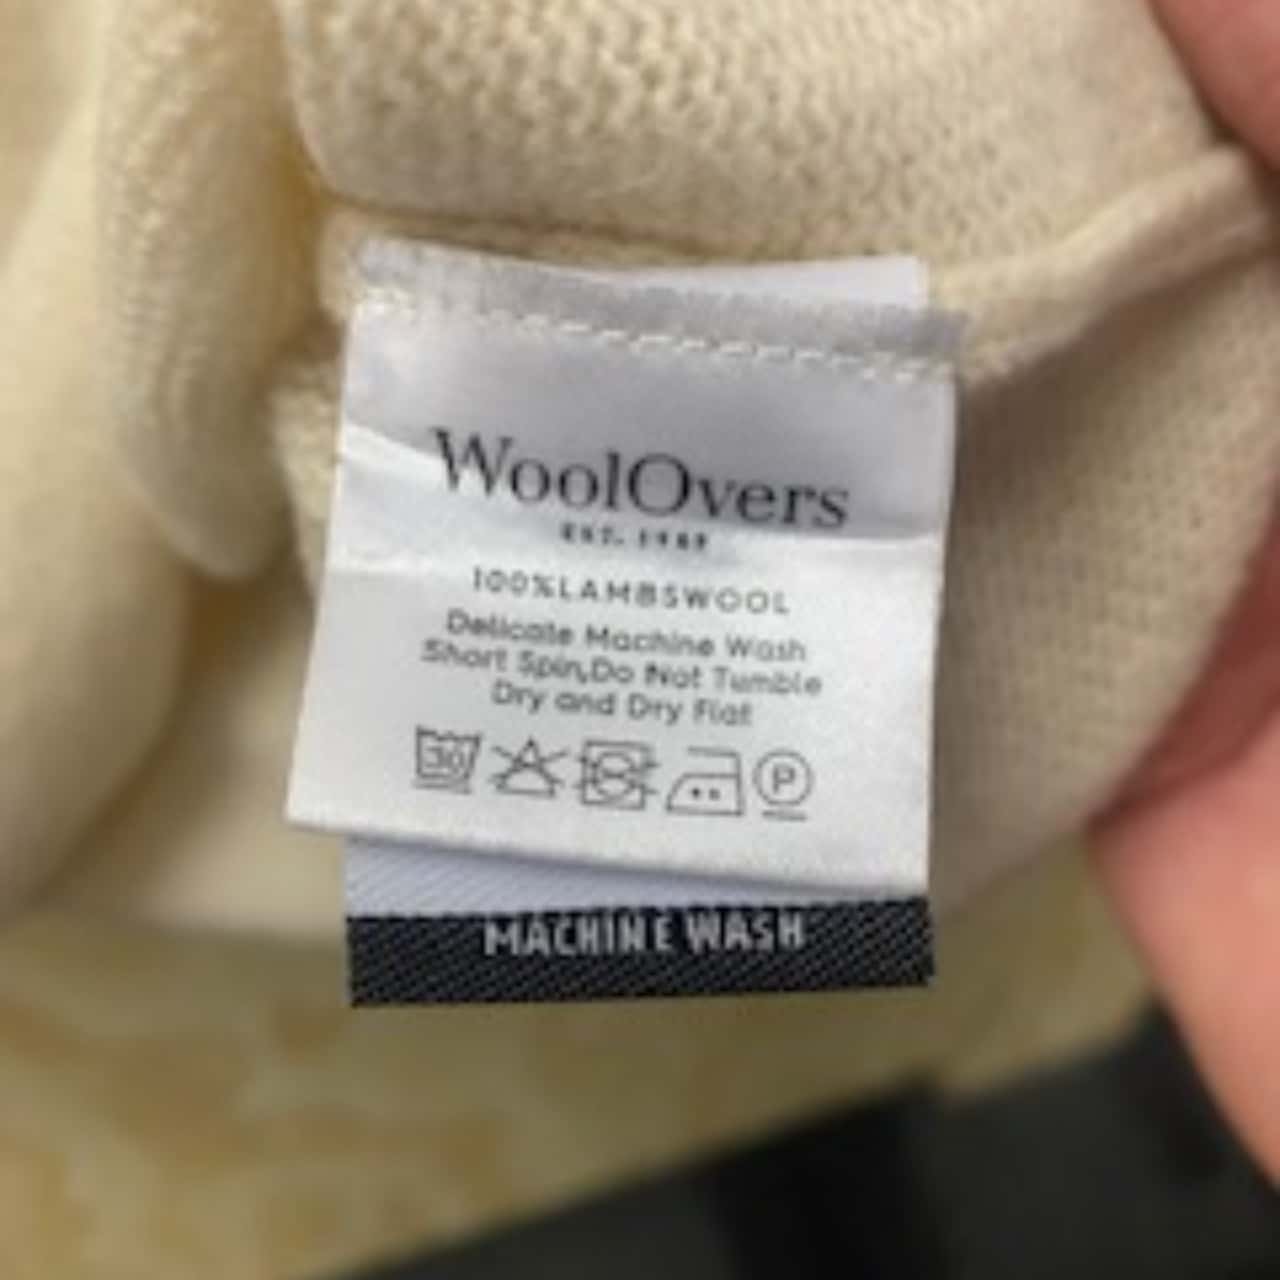 WoolOvers
EST. 1989
100%LAMBSWOOL
Delicate Machine Wash
Short Spin,Do Not Tumble
Dry and Dry Flat
30 P
MACHINE WASH